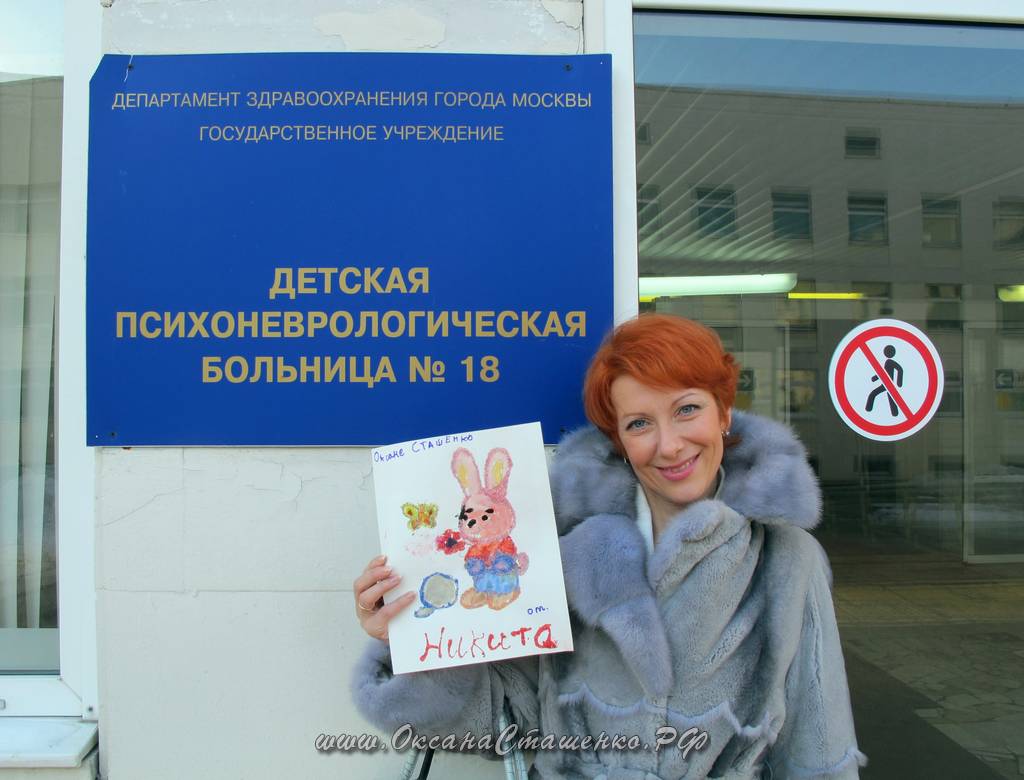 ДЕПАРТАМЕНТ ЗДРАВООХРАНЕНИЯ ГОРОДА МОСКВЫ
ГОСУДАРСТВЕННОЕ УЧРЕЖДЕНИЕ
ДЕТСКАЯ
ПСИХОНЕВРОЛОГИЧЕСКАЯ
БОЛЬНИЦА № 18
Оксане Сташенко
от.
Никита
www.ОксанаСташенко.РФ